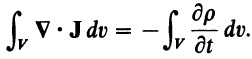 ∫_V ∇ · J dv = − ∫_V ∂ρ/∂t dv.